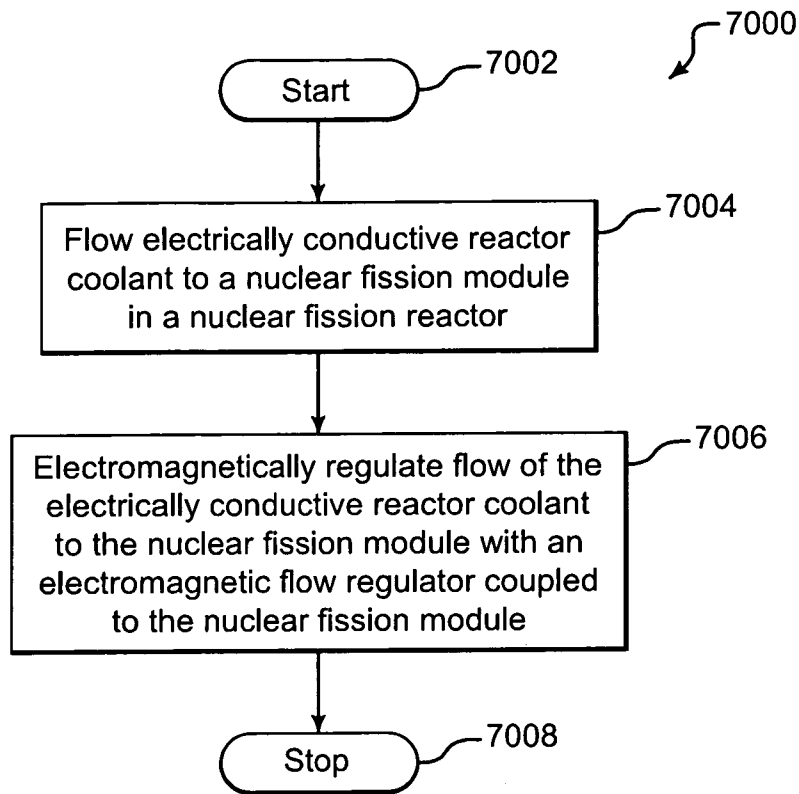 7000
Start
7002
7004
Flow electrically conductive reactor
coolant to a nuclear fission module
in a nuclear fission reactor
7006
Electromagnetically regulate flow of the
electrically conductive reactor coolant
to the nuclear fission module with an
electromagnetic flow regulator coupled
to the nuclear fission module
Stop
7008